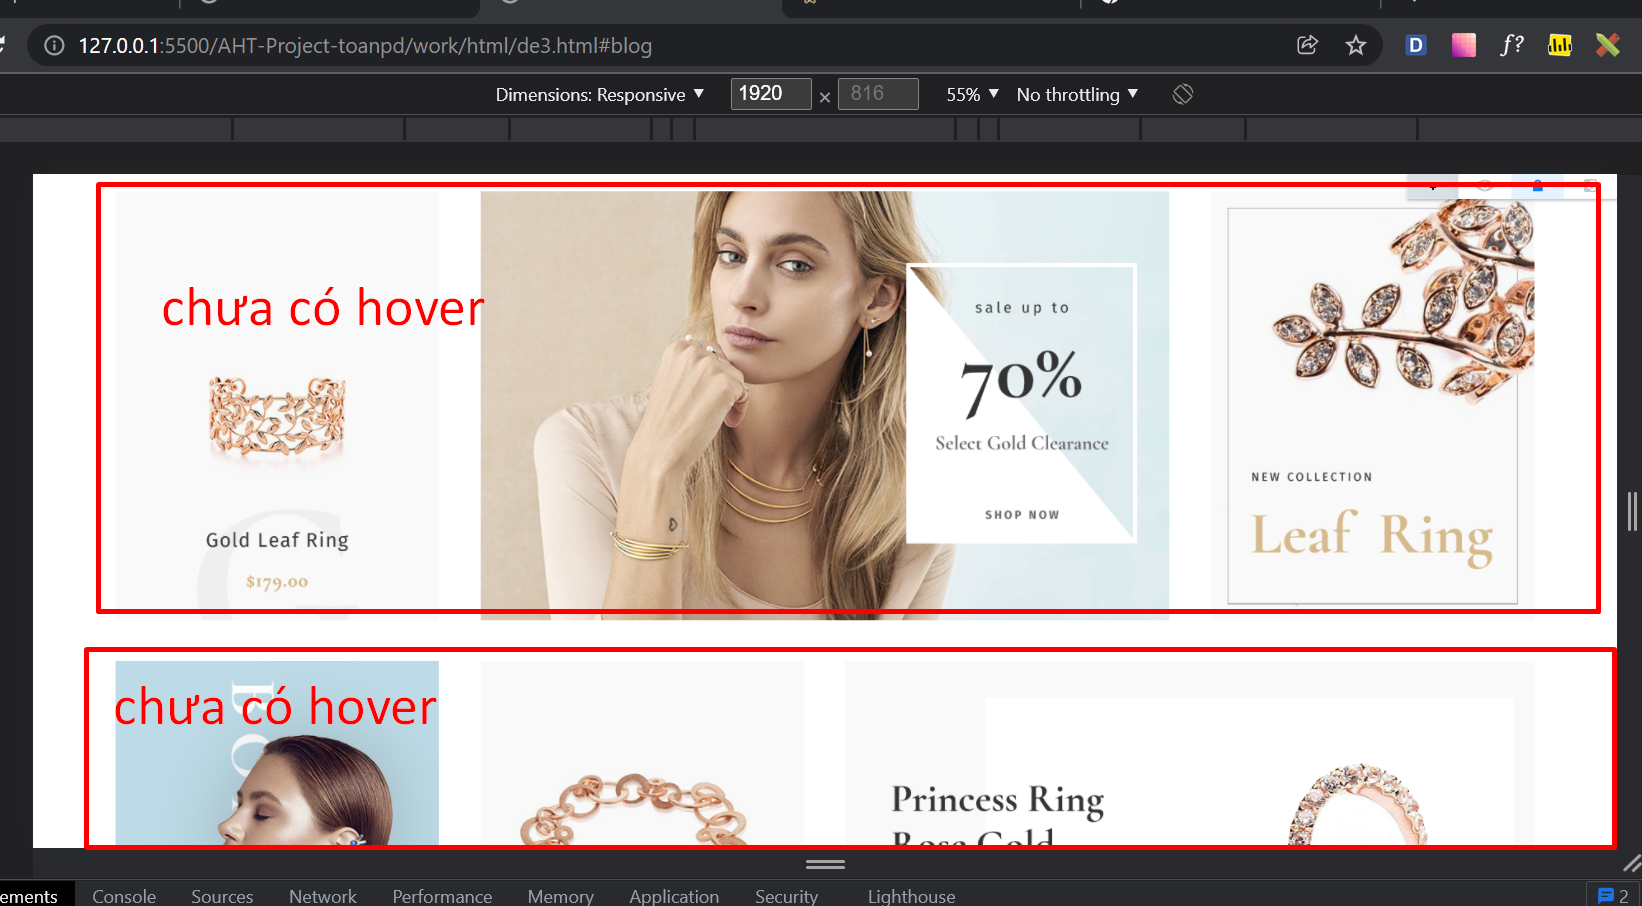 127.0.0.1:5500/AHT-Project-toanpd/work/html/de3.html#blog
D
f?
Dimensions: Responsive ▼ 1920 × 816 55% ▼ No throttling ▼
chưa có hover
Gold Leaf Ring
$179.00
G
sale up to
70%
Select Gold Clearance
SHOP NOW
NEW COLLECTION
Leaf Ring
chưa có hover
Princess Ring
Rose Gold
ements Console Sources Network Performance Memory Application Security Lighthouse 2